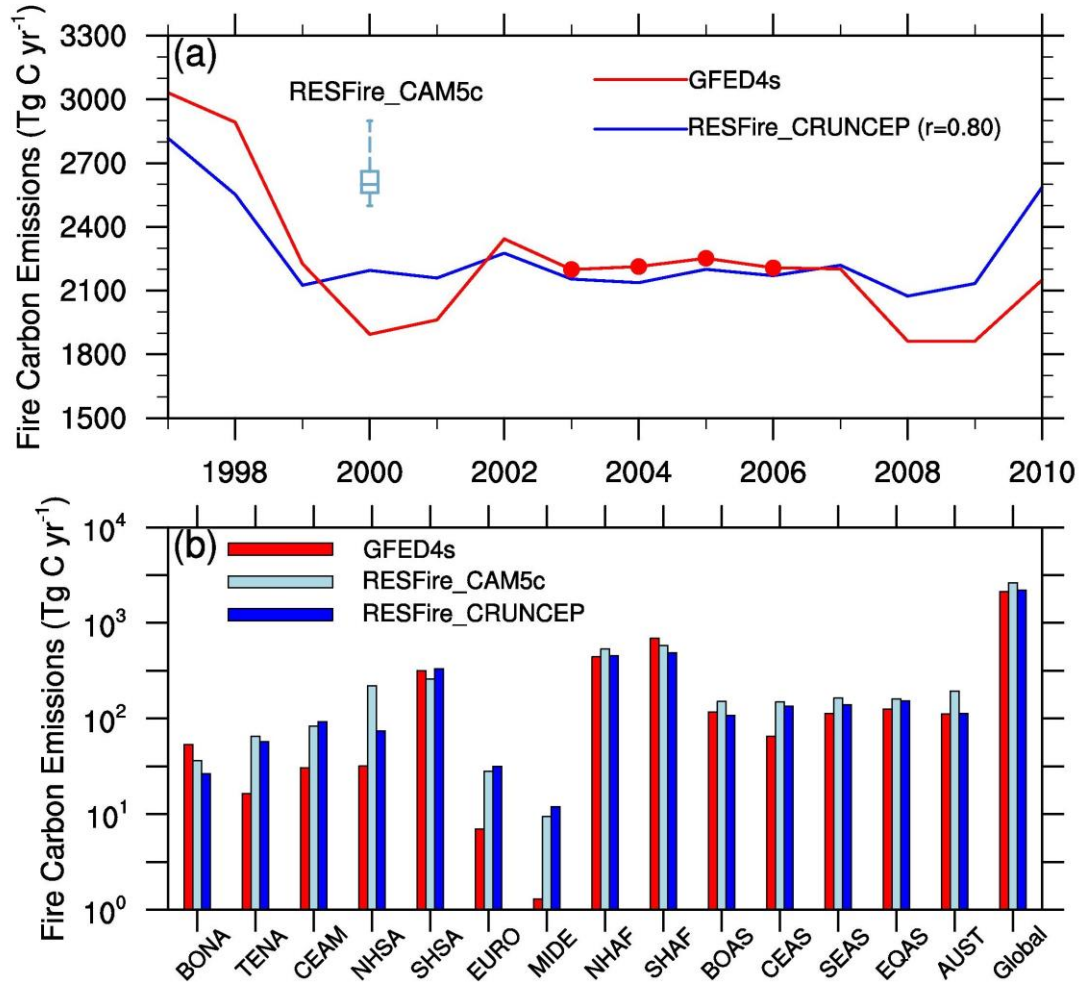 (a)
Fire Carbon Emissions (Tg C yr⁻¹)
3300
3000
2700
2400
2100
1800
1500
RESFire_CAM5c
GFED4s
RESFire_CRUNCEP (r=0.80)
1998 2000 2002 2004 2006 2008 2010
(b)
Fire Carbon Emissions (Tg C yr⁻¹)
10⁴
10³
10²
10¹
10⁰
GFED4s
RESFire_CAM5c
RESFire_CRUNCEP
BONA TENA CEAM NHSA SHSA EURO MIDE NHAF SHAF BOAS CEAS SEAS EQAS AUST Global